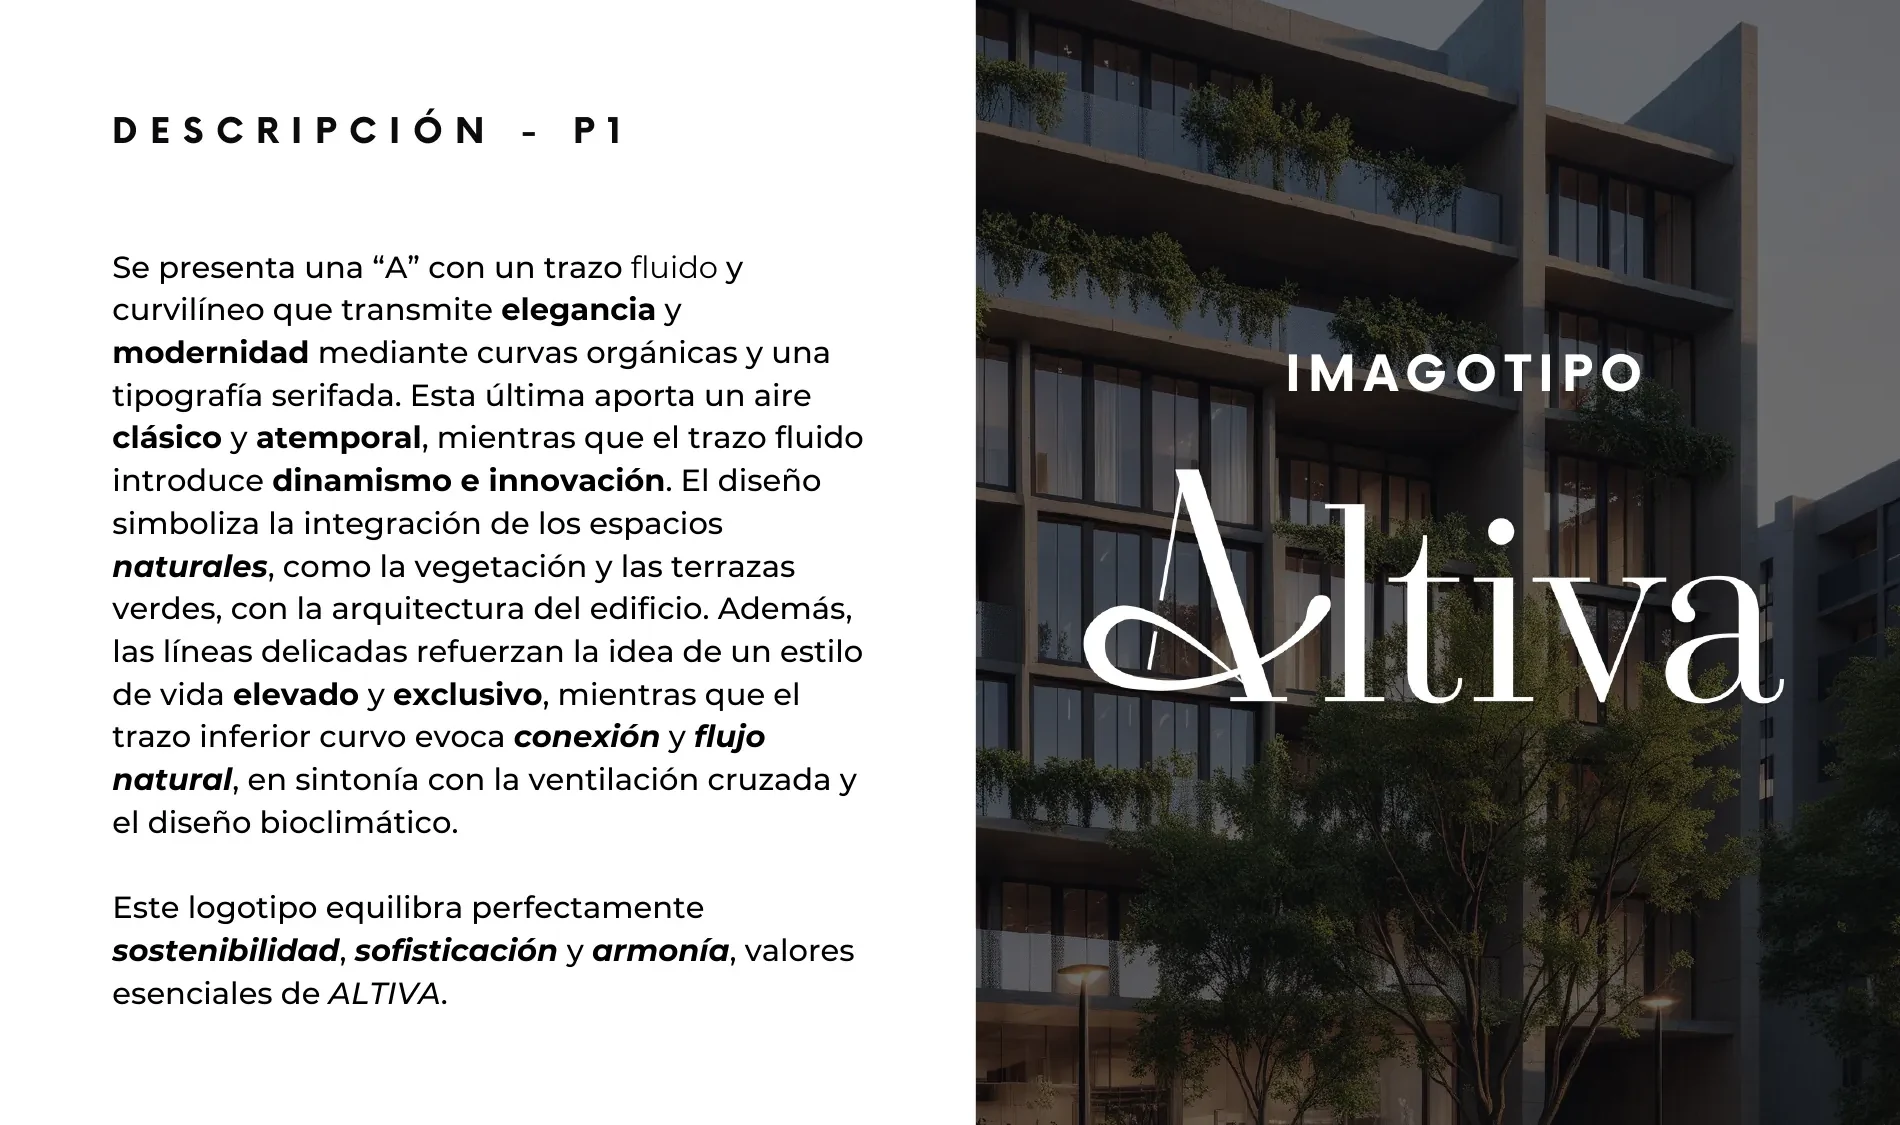 DESCRIPCIÓN - P1
Se presenta una “A” con un trazo fluido y
curvilíneo que transmite elegancia y
modernidad mediante curvas orgánicas y una
tipografía serifada. Esta última aporta un aire
clásico y atemporal, mientras que el trazo fluido
introduce dinamismo e innovación. El diseño
simboliza la integración de los espacios
naturales, como la vegetación y las terrazas
verdes, con la arquitectura del edificio. Además,
las líneas delicadas refuerzan la idea de un estilo
de vida elevado y exclusivo, mientras que el
trazo inferior curvo evoca conexión y flujo
natural, en sintonía con la ventilación cruzada y
el diseño bioclimático.
Este logotipo equilibra perfectamente
sostenibilidad, sofisticación y armonía, valores
esenciales de ALTIVA.
IMAGOTIPO
Altiva